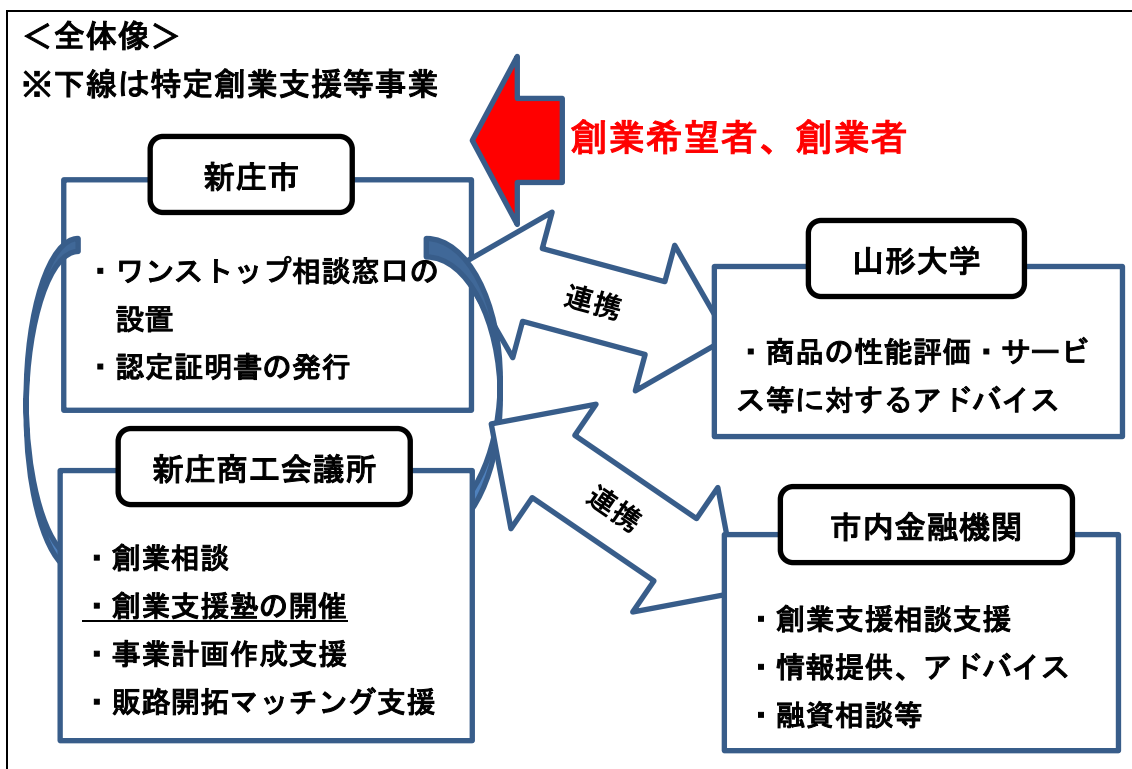 ＜全体像＞
※下線は特定創業支援等事業
創業希望者、創業者
新庄市
・ワンストップ相談窓口の
設置
・認定証明書の発行
連携
山形大学
・商品の性能評価・サービ
ス等に対するアドバイス
新庄商工会議所
・創業相談
・創業支援塾の開催
・事業計画作成支援
・販路開拓マッチング支援
連携
市内金融機関
・創業支援相談支援
・情報提供、アドバイス
・融資相談等